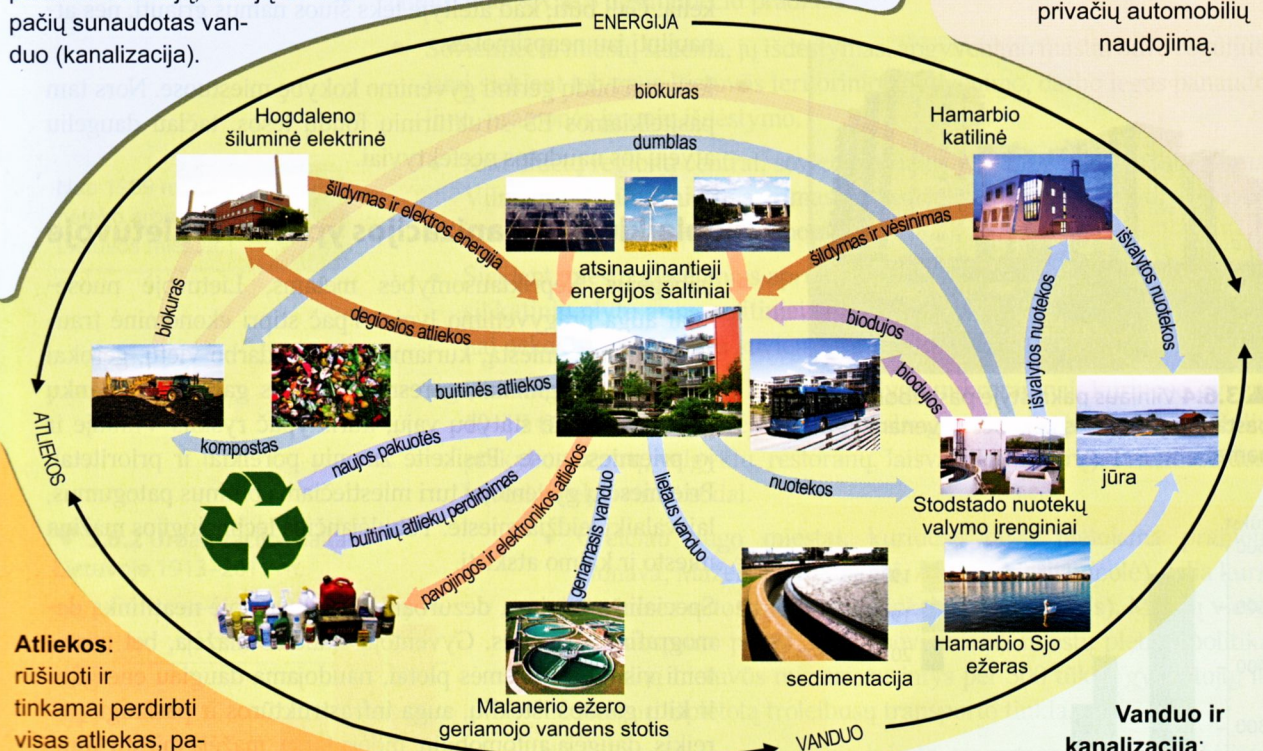 pačių sunaudotas van-
duo (kanalizacija).
ENERGIJA
privačių automobilių
naudojimą.
biokuras
dumblas
Hogdaleno
šiluminė elektrinė
Hamarbio
katilinė
šildymas ir elektros energija
šildymas ir vėsinimas
atsinaujinantieji
energijos šaltiniai
išvalytos nuotekos
išvalytos nuotekos
biokuras
degiosios atliekos
biodujos
biodujos
buitinės atliekos
kompostas
naujos pakuotės
nuotekos
jūra
Stodstado nuotekų
valymo įrenginiai
ATLIEKOS
buitinių atliekų perdirbimas
pavojingos ir elektronikos atliekos
geriamasis vanduo
lietaus vanduo
Hamarbio Sjo
ežeras
sedimentacija
Malanerio ežero
geriamojo vandens stotis
VANDUO
Atliekos:
rūšiuoti ir
tinkamai perdirbti
visas atliekas, pa-
Vanduo ir
kanalizacija: